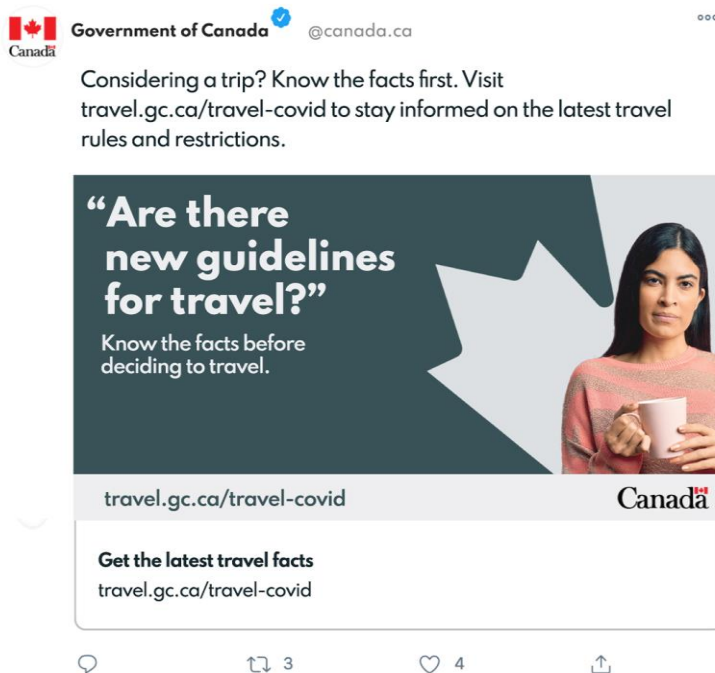 Government of Canada @canada.ca
Canada
Considering a trip? Know the facts first. Visit
travel.gc.ca/travel-covid to stay informed on the latest travel
rules and restrictions.
“Are there
new guidelines
for travel?”
Know the facts before
deciding to travel.
travel.gc.ca/travel-covid
Canada
Get the latest travel facts
travel.gc.ca/travel-covid
3
4